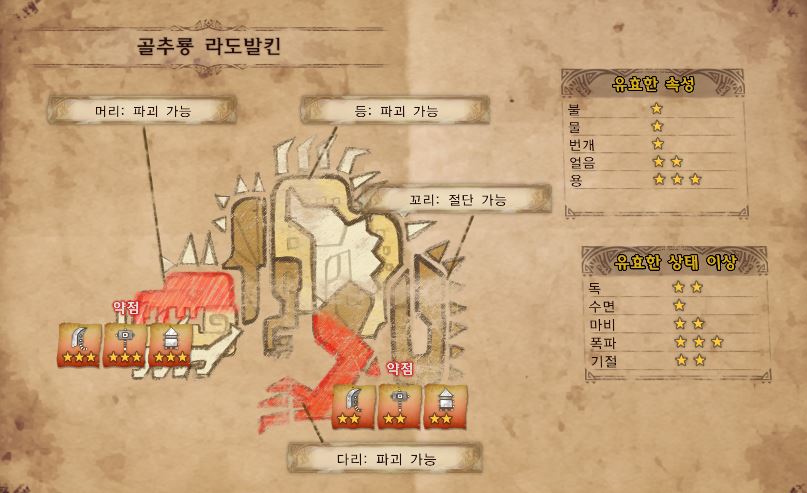 골추룡 라도발킨
머리: 파괴 가능
등: 파괴 가능
꼬리: 절단 가능
약점
약점
다리: 파괴 가능
유효한 속성
불
물
번개
얼음
용
유효한 상태 이상
독
수면
마비
폭파
기절